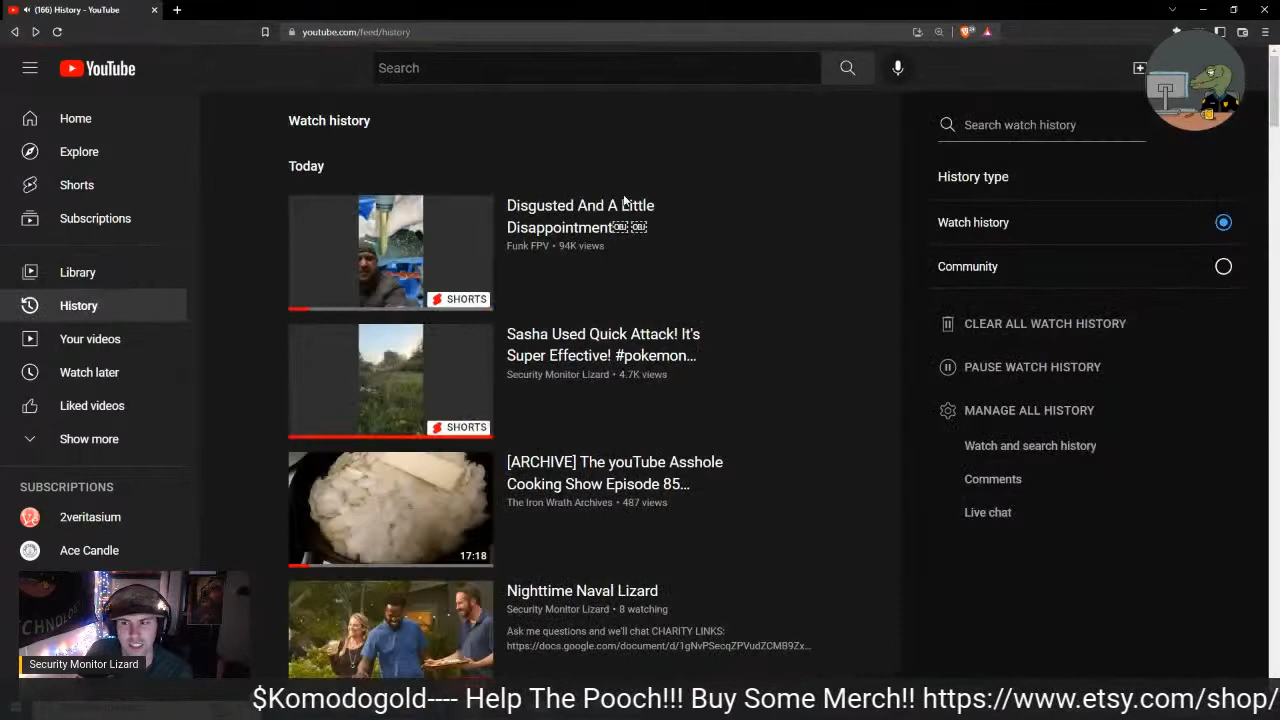 (166) History - YouTube
youtube.com/feed/history
YouTube
Search
Home
Explore
Shorts
Subscriptions
Library
History
Your videos
Watch later
Liked videos
Show more
SUBSCRIPTIONS
2veritasium
Ace Candle
Watch history
Today
Disgusted And A Little
Disappointment
Funk FPV • 94K views
SHORTS
Sasha Used Quick Attack! It's
Super Effective! #pokemon...
Security Monitor Lizard • 4.7K views
SHORTS
[ARCHIVE] The youTube Asshole
Cooking Show Episode 85...
The Iron Wrath Archives • 487 views
17:18
Nighttime Naval Lizard
Security Monitor Lizard • 8 watching
Ask me questions and we'll chat CHARITY LINKS:
https://docs.google.com/document/d/1gNvPSecqZPVudZCMB9Zx...
Search watch history
History type
Watch history
Community
CLEAR ALL WATCH HISTORY
PAUSE WATCH HISTORY
MANAGE ALL HISTORY
Watch and search history
Comments
Live chat
Security Monitor Lizard
$Komodogold---- Help The Pooch!!! Buy Some Merch!! https://www.etsy.com/shop/